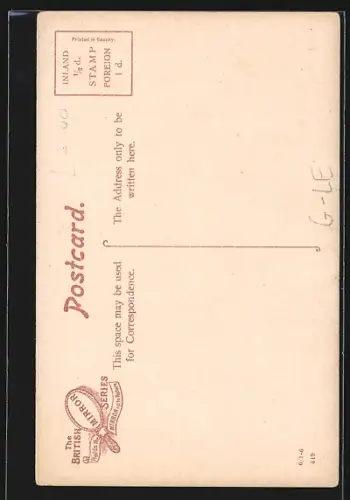 The
BRITISH
MIRROR
SERIES
Postcard.
Printed in Saxony.
INLAND
½ d.
STAMP
FOREIGN
1 d.
This space may be used
for Correspondence.
The Address only to be
written here.
G-LE